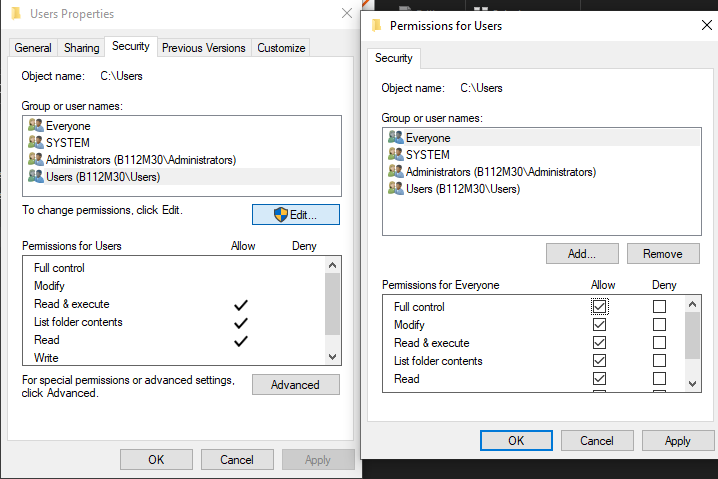 Users Properties
General
Sharing
Security
Previous Versions
Customize
Object name: C:\Users
Group or user names:
Everyone
SYSTEM
Administrators (B112M30\Administrators)
Users (B112M30\Users)
To change permissions, click Edit.
Edit...
Permissions for Users Allow Deny
Full control
Modify
Read & execute
List folder contents
Read
Write
For special permissions or advanced settings,
click Advanced.
Advanced
OK
Cancel
Apply
Permissions for Users
Security
Object name: C:\Users
Group or user names:
Everyone
SYSTEM
Administrators (B112M30\Administrators)
Users (B112M30\Users)
Add...
Remove
Permissions for Everyone Allow Deny
Full control
Modify
Read & execute
List folder contents
Read
OK
Cancel
Apply